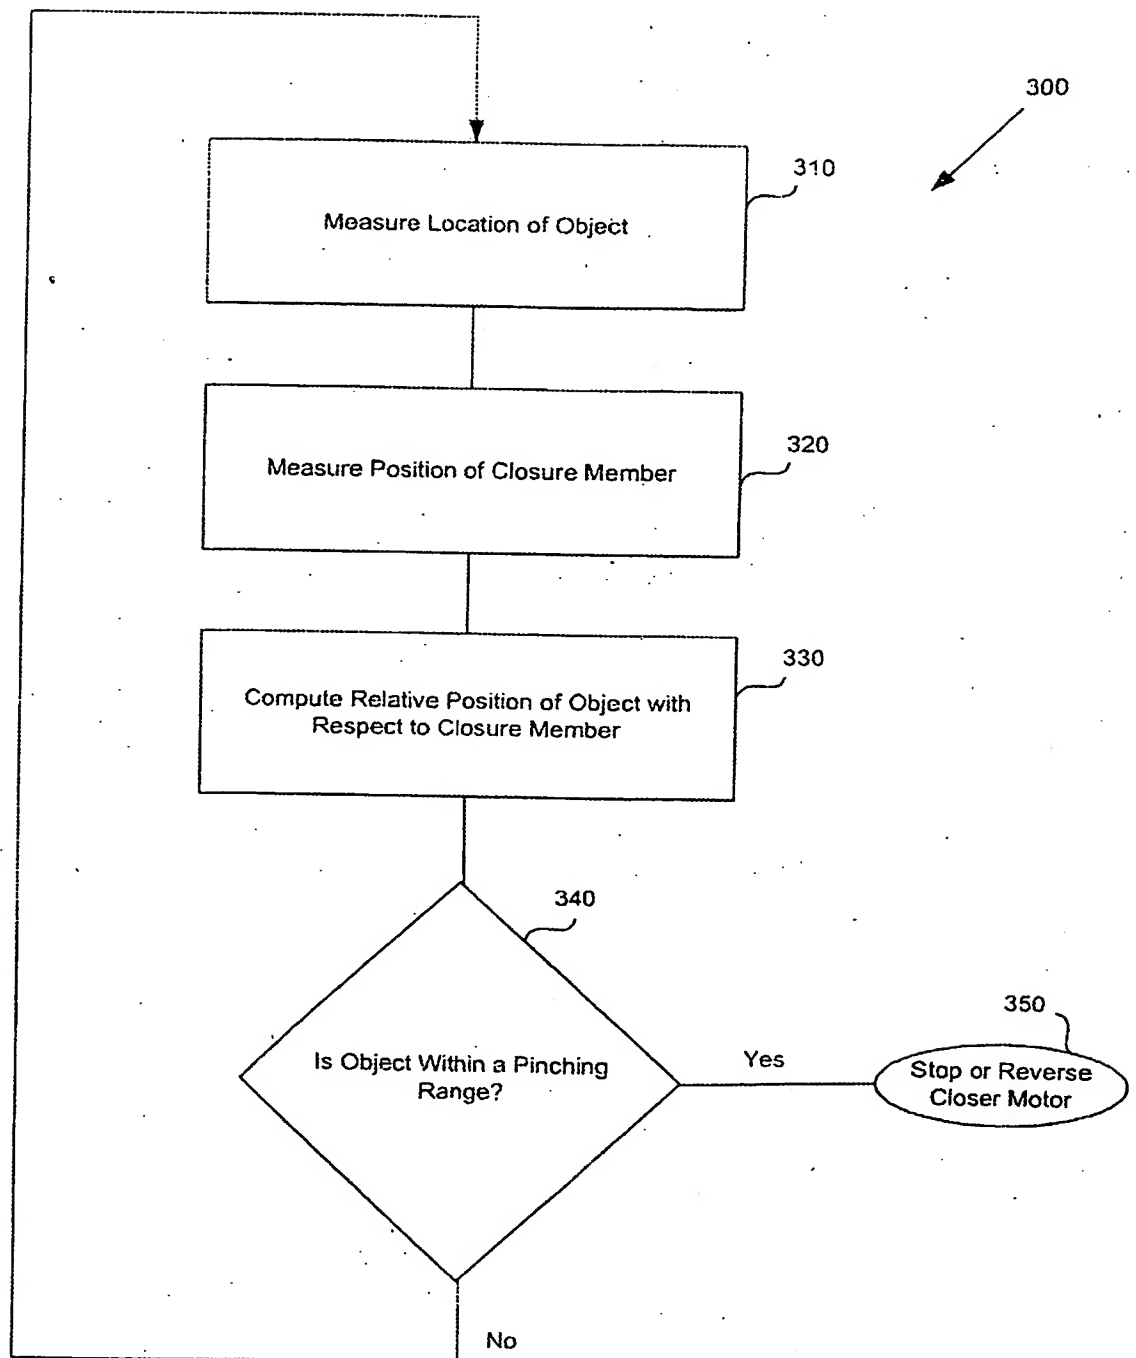 300
310
Measure Location of Object
320
Measure Position of Closure Member
330
Compute Relative Position of Object with
Respect to Closure Member
340
Is Object Within a Pinching
Range?
Yes
350
Stop or Reverse
Closer Motor
No